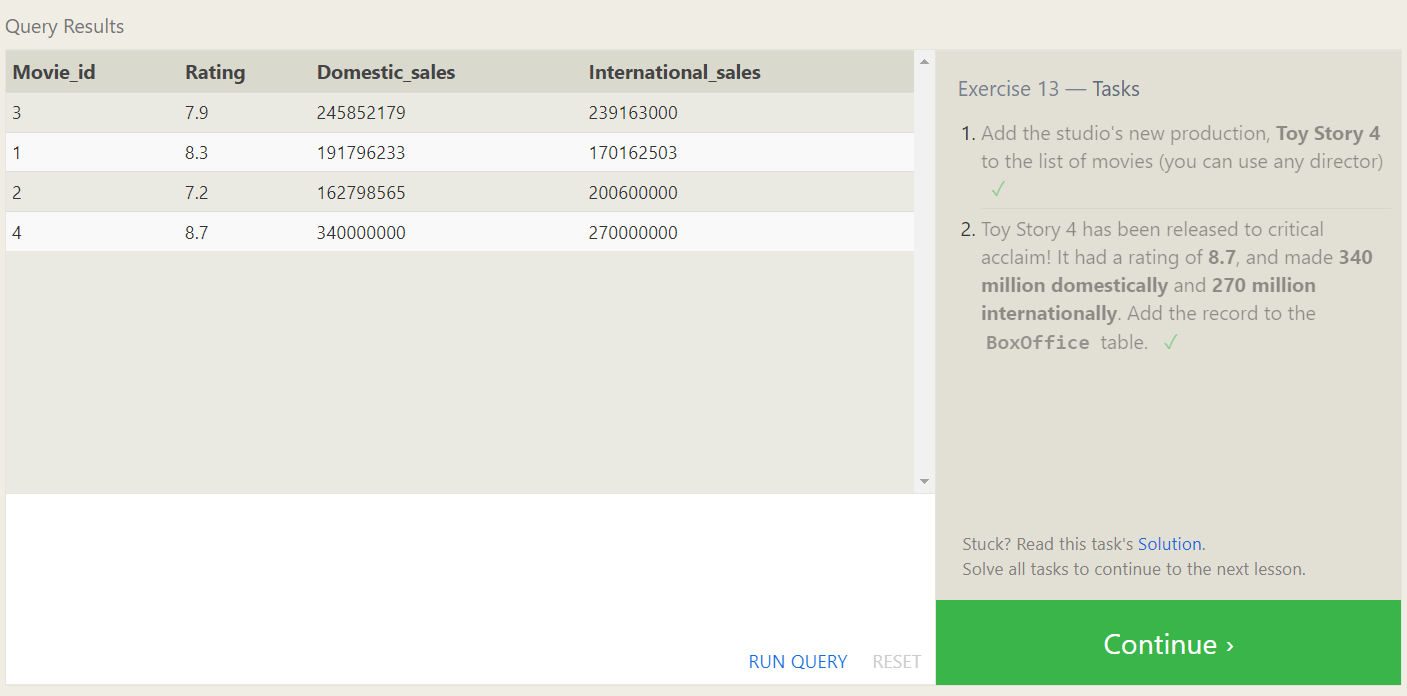 Query Results
Movie_id Rating Domestic_sales International_sales
3 7.9 245852179 239163000
1 8.3 191796233 170162503
2 7.2 162798565 200600000
4 8.7 340000000 270000000
Exercise 13 — Tasks
1. Add the studio's new production, Toy Story 4
to the list of movies (you can use any director)
✓
2. Toy Story 4 has been released to critical
acclaim! It had a rating of 8.7, and made 340
million domestically and 270 million
internationally. Add the record to the
BoxOffice table. ✓
Stuck? Read this task's Solution.
Solve all tasks to continue to the next lesson.
RUN QUERY RESET
Continue ›